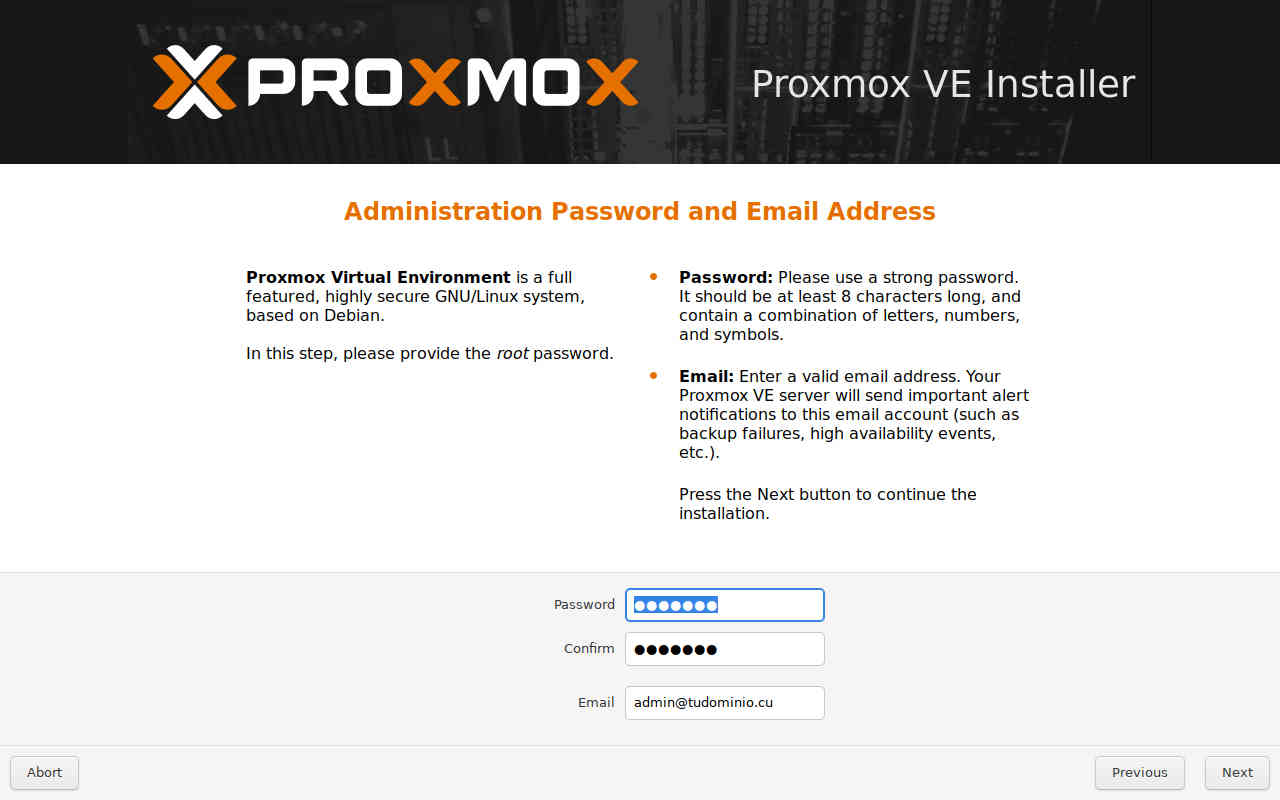 PROXMOX
Proxmox VE Installer
LL
Administration Password and Email Address
Proxmox Virtual Environment is a full
featured, highly secure GNU/Linux system,
based on Debian.
In this step, please provide the root password.
• Password: Please use a strong password.
It should be at least 8 characters long, and
contain a combination of letters, numbers,
and symbols.
• Email: Enter a valid email address. Your
Proxmox VE server will send important alert
notifications to this email account (such as
backup failures, high availability events,
etc.).
Press the Next button to continue the
installation.
Password ●●●●●●●
Confirm ●●●●●●●
Email admin@tudominio.cu
Abort Previous Next